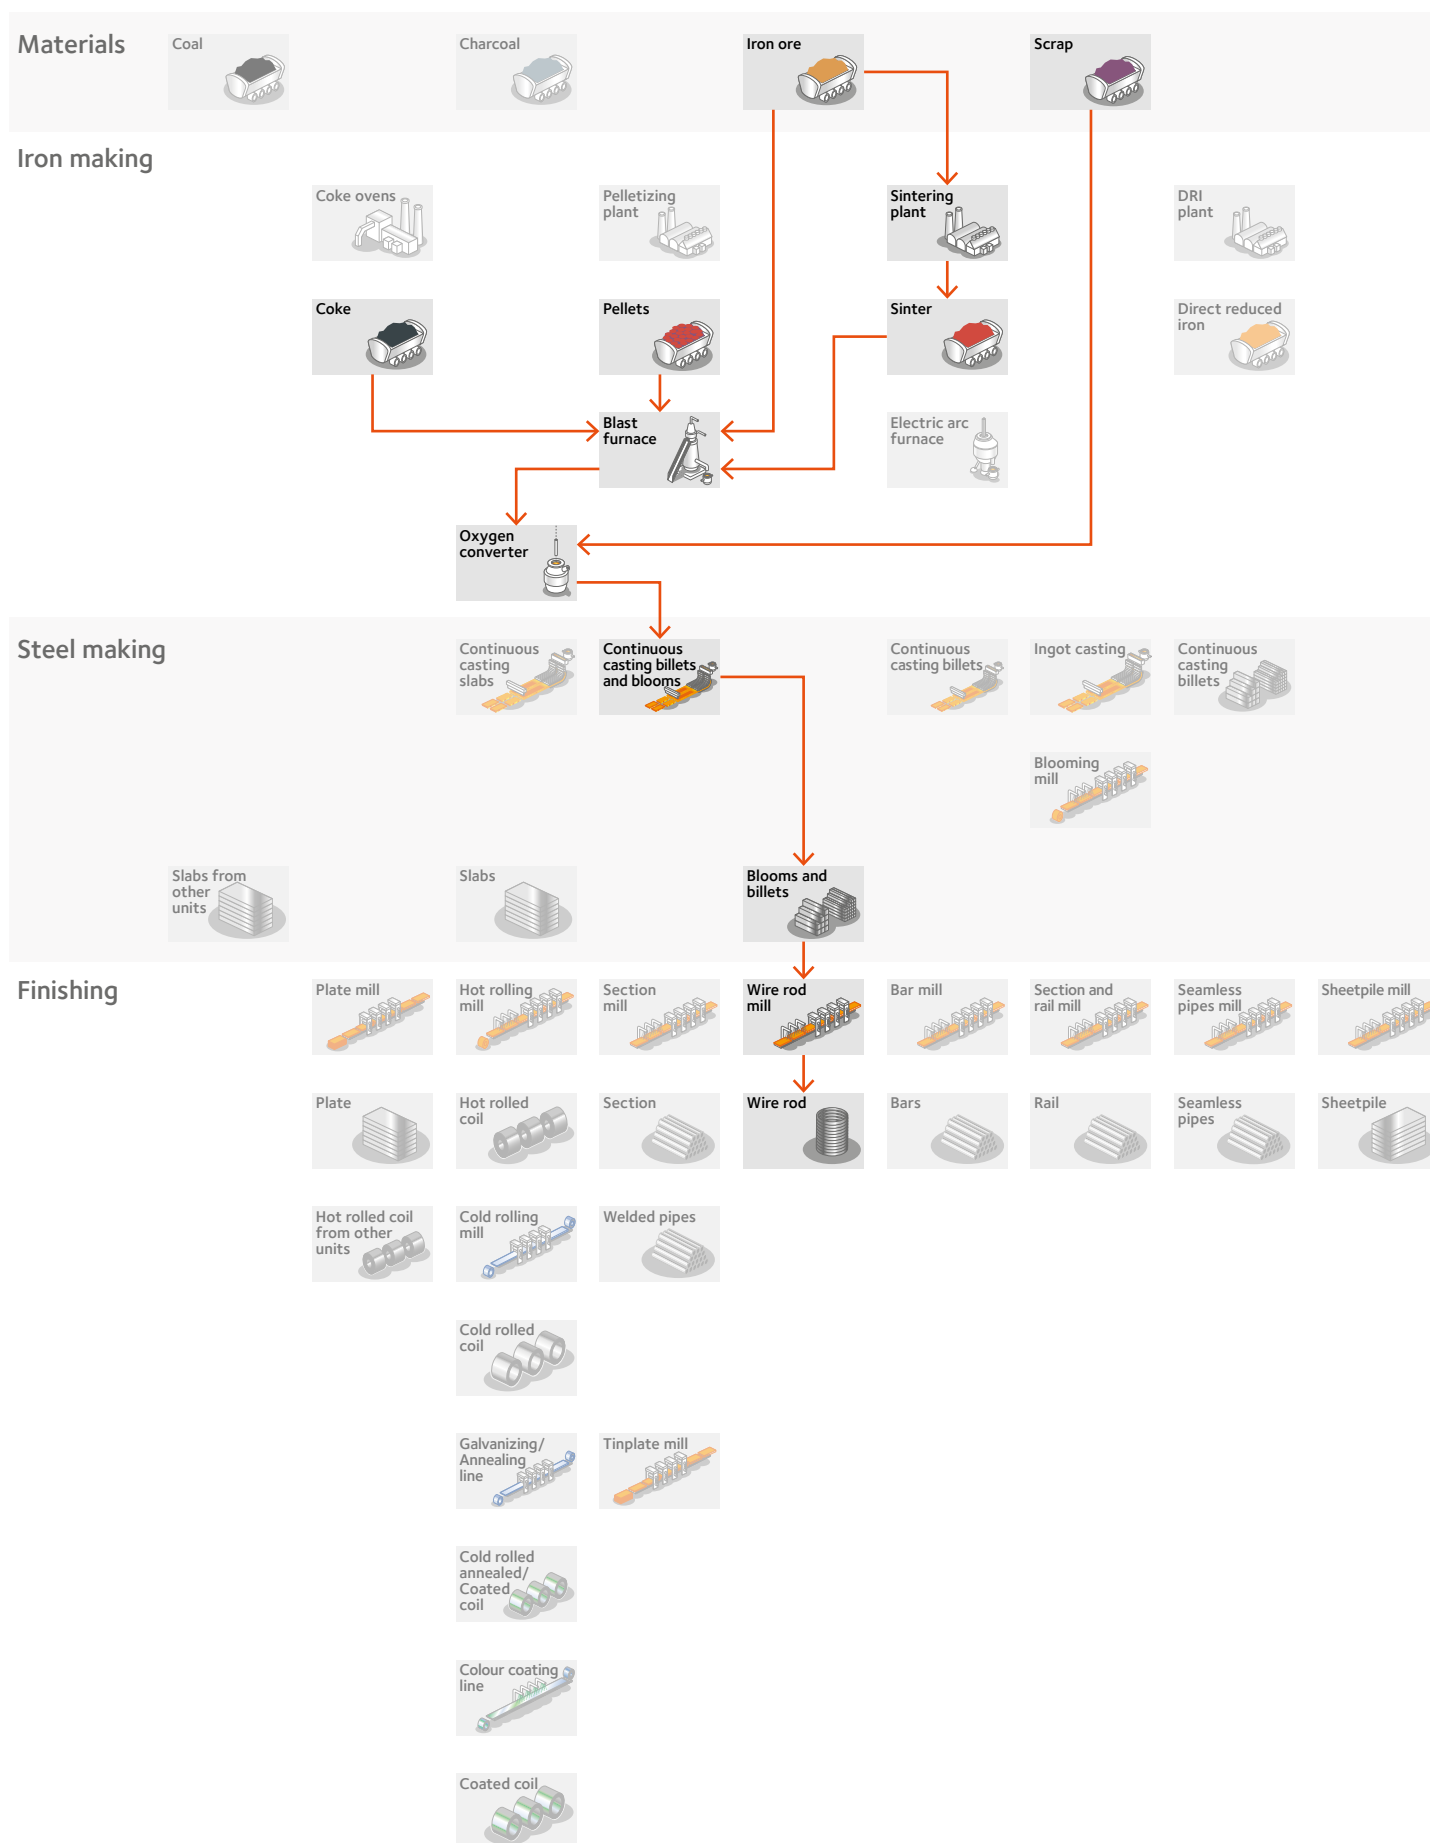 Materials
Coal
Charcoal
Iron ore
Scrap
Iron making
Coke ovens
Pelletizing
plant
Sintering
plant
DRI
plant
Coke
Pellets
Sinter
Direct reduced
iron
Blast
furnace
Electric arc
furnace
Oxygen
converter
Steel making
Continuous
casting
slabs
Continuous
casting billets
and blooms
Continuous
casting billets
Ingot casting
Continuous
casting
billets
Blooming
mill
Slabs from
other
units
Slabs
Blooms and
billets
Finishing
Plate mill
Hot rolling
mill
Section
mill
Wire rod
mill
Bar mill
Section and
rail mill
Seamless
pipes mill
Sheetpile mill
Plate
Hot rolled
coil
Section
Wire rod
Bars
Rail
Seamless
pipes
Sheetpile
Hot rolled coil
from other
units
Cold rolling
mill
Welded pipes
Cold rolled
coil
Galvanizing/
Annealing
line
Tinplate mill
Cold rolled
annealed/
Coated
coil
Colour coating
line
Coated coil